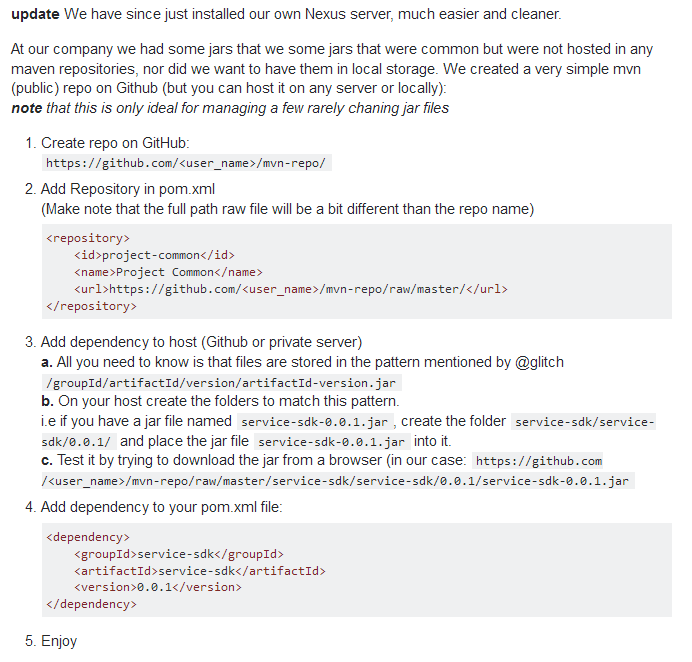 update We have since just installed our own Nexus server, much easier and cleaner.
At our company we had some jars that we some jars that were common but were not hosted in any
maven repositories, nor did we want to have them in local storage. We created a very simple mvn
(public) repo on Github (but you can host it on any server or locally):
note that this is only ideal for managing a few rarely chaning jar files
1. Create repo on GitHub:
https://github.com/<user_name>/mvn-repo/
2. Add Repository in pom.xml
(Make note that the full path raw file will be a bit different than the repo name)
<repository>
    <id>project-common</id>
    <name>Project Common</name>
    <url>https://github.com/<user_name>/mvn-repo/raw/master/</url>
</repository>
3. Add dependency to host (Github or private server)
a. All you need to know is that files are stored in the pattern mentioned by @glitch
/groupId/artifactId/version/artifactId-version.jar
b. On your host create the folders to match this pattern.
i.e if you have a jar file named service-sdk-0.0.1.jar , create the folder service-sdk/service-
sdk/0.0.1/ and place the jar file service-sdk-0.0.1.jar into it.
c. Test it by trying to download the jar from a browser (in our case: https://github.com
/<user_name>/mvn-repo/raw/master/service-sdk/service-sdk/0.0.1/service-sdk-0.0.1.jar
4. Add dependency to your pom.xml file:
<dependency>
    <groupId>service-sdk</groupId>
    <artifactId>service-sdk</artifactId>
    <version>0.0.1</version>
</dependency>
5. Enjoy